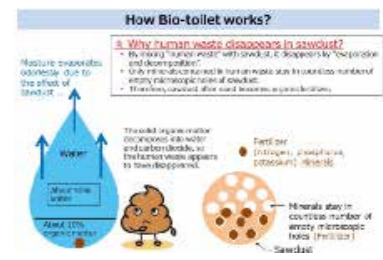 How Bio-toilet works?
Q. Why human waste disappears in sawdust?
• By mixing "human waste" with sawdust, it disappears by "evaporation
and decomposition".
• Only minerals contained in human waste stay in countless number of
empty microscopic holes of sawdust.
• Therefore, sawdust after used becomes organic fertilizer.
Moisture evaporates
odorlessly due to
the effect of
sawdust ...
Water
About
water
About 10%
organic matter
The solid organic matter
decomposes into water
and carbon dioxide, so
the human waste appears
to have disappeared.
Fertilizer
(nitrogen, phosphorus,
potassium) Minerals
Minerals stay in
countless number of
empty microscopic
holes (Fertilizer)
Sawdust